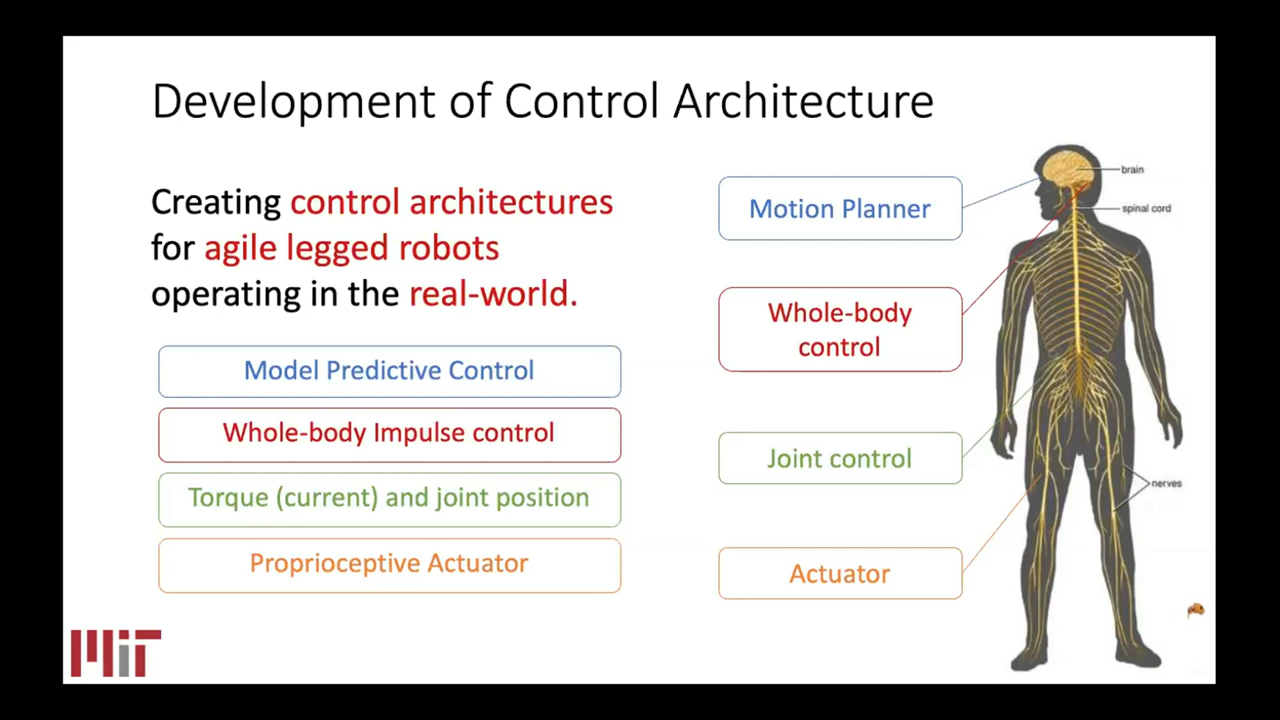 Development of Control Architecture
Creating control architectures
for agile legged robots
operating in the real-world.
Model Predictive Control
Whole-body Impulse control
Torque (current) and joint position
Proprioceptive Actuator
Motion Planner
Whole-body
control
Joint control
Actuator
brain
spinal cord
nerves
MIT